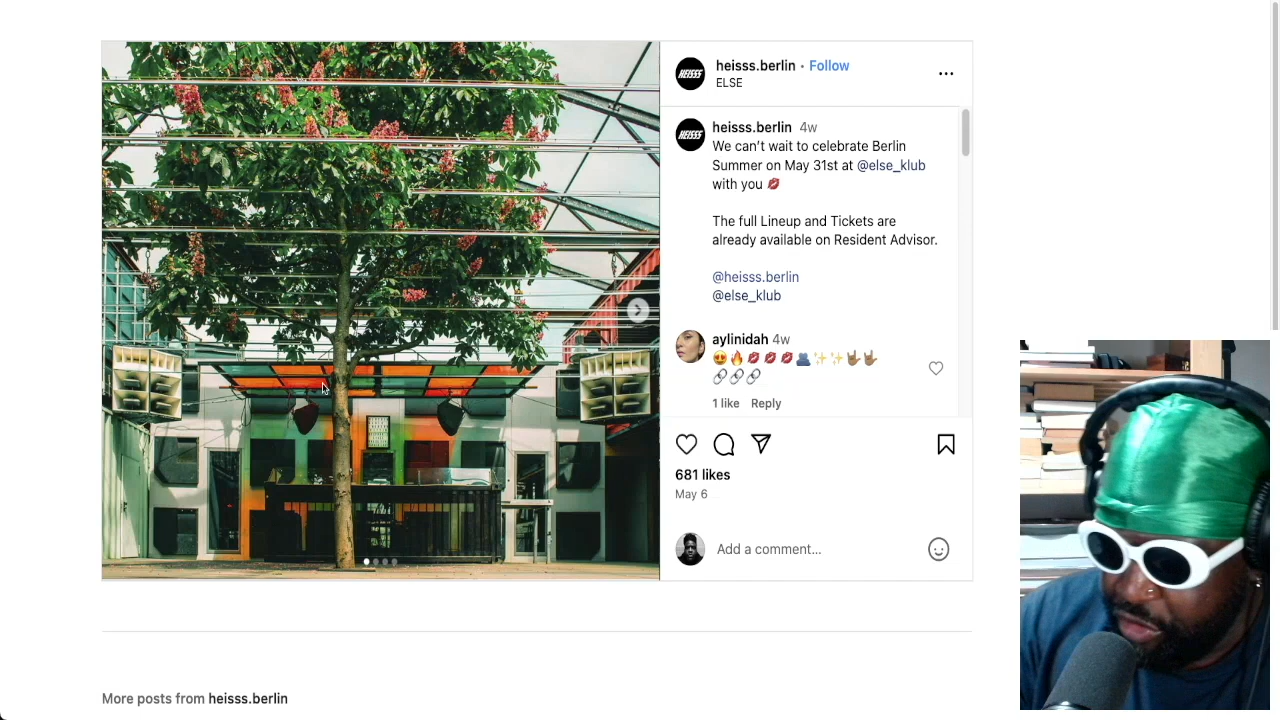 HEISSS
heisss.berlin • Follow
ELSE
HEISSS
heisss.berlin 4w
We can't wait to celebrate Berlin
Summer on May 31st at @else_klub
with you 💋
The full Lineup and Tickets are
already available on Resident Advisor.
@heisss.berlin
@else_klub
aylinidah 4w
😍🔥💋💋💋🫂✨✨🤟🏽🤟🏽
🔗🔗🔗
1 like Reply
681 likes
May 6
Add a comment...
More posts from heisss.berlin